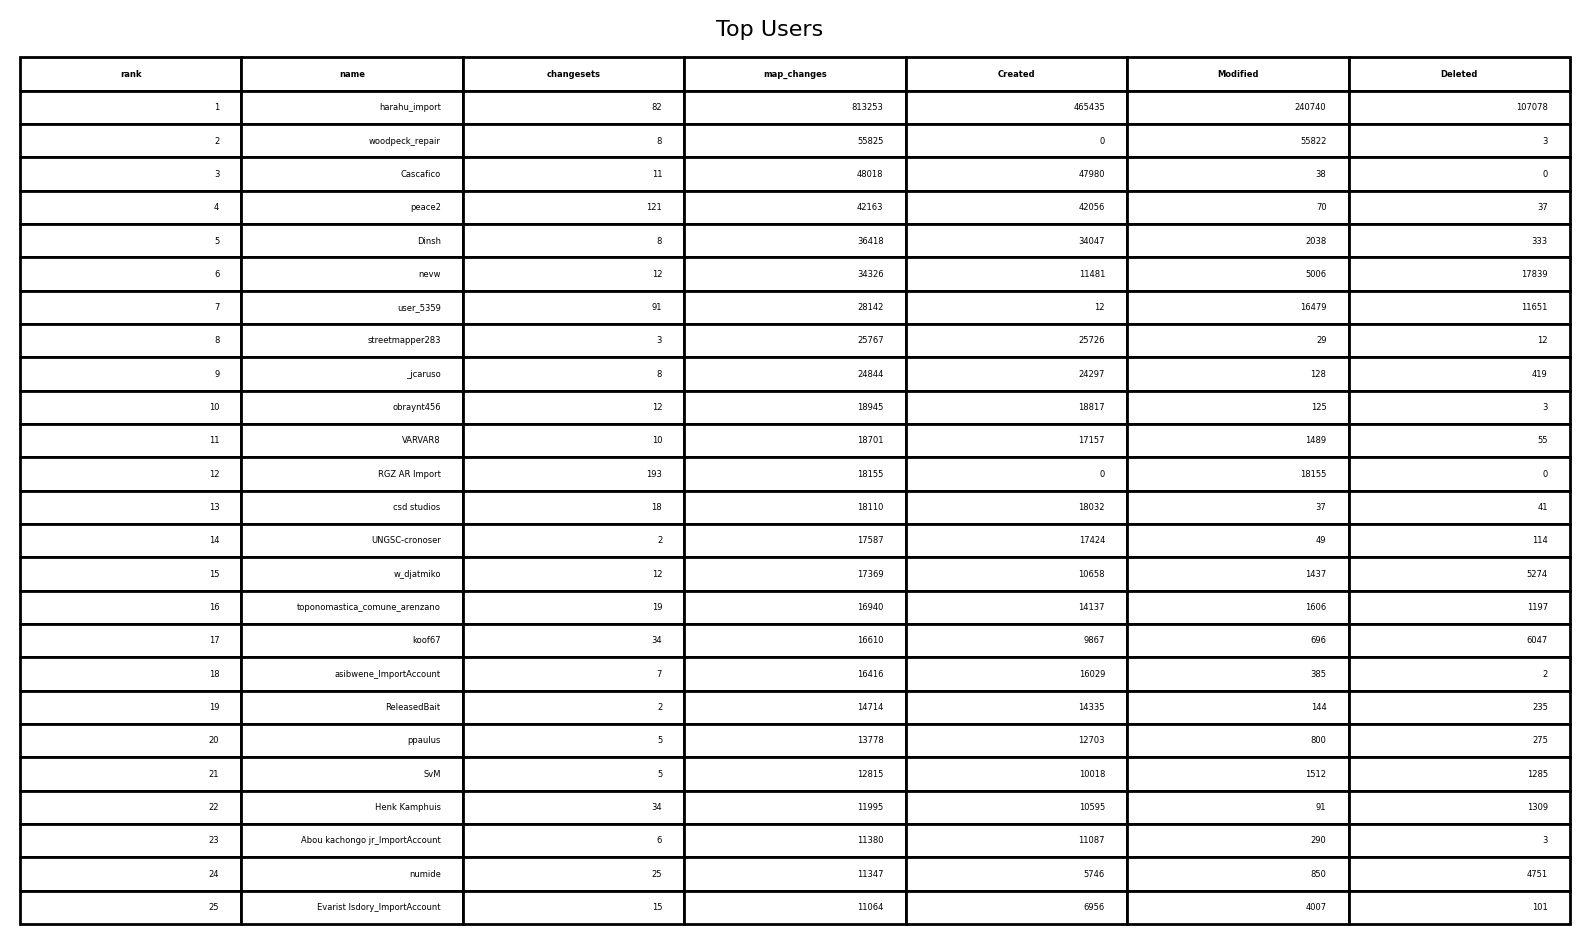 Top Users
rank name changesets map_changes Created Modified Deleted
1 harahu_import 82 813253 465435 240740 107078
2 woodpeck_repair 8 55825 0 55822 3
3 Cascafico 11 48018 47980 38 0
4 peace2 121 42163 42056 70 37
5 Dinsh 8 36418 34047 2038 333
6 nevw 12 34326 11481 5006 17839
7 user_5359 91 28142 12 16479 11651
8 streetmapper283 3 25767 25726 29 12
9 _jcaruso 8 24844 24297 128 419
10 obraynt456 12 18945 18817 125 3
11 VARVAR8 10 18701 17157 1489 55
12 RGZ AR Import 193 18155 0 18155 0
13 csd studios 18 18110 18032 37 41
14 UNGSC-cronoser 2 17587 17424 49 114
15 w_djatmiko 12 17369 10658 1437 5274
16 toponomastica_comune_arenzano 19 16940 14137 1606 1197
17 koof67 34 16610 9867 696 6047
18 asibwene_ImportAccount 7 16416 16029 385 2
19 ReleasedBait 2 14714 14335 144 235
20 ppaulus 5 13778 12703 800 275
21 SvM 5 12815 10018 1512 1285
22 Henk Kamphuis 34 11995 10595 91 1309
23 Abou kachongo jr_ImportAccount 6 11380 11087 290 3
24 numide 25 11347 5746 850 4751
25 Evarist Isdory_ImportAccount 15 11064 6956 4007 101